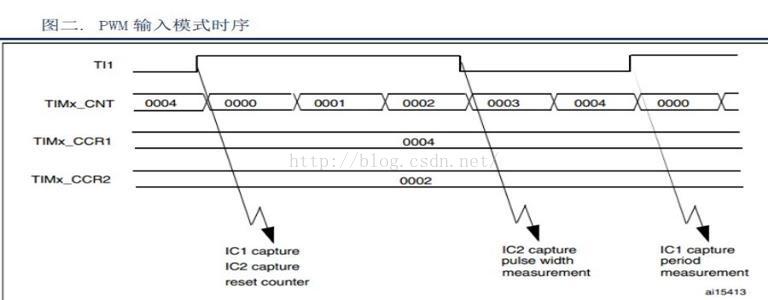 图二. PWM 输入模式时序
TI1
TIMx_CNT 0004 0000 0001 0002 0003 0004 0000
TIMx_CCR1 0004
http://blog.csdn.net/
TIMx_CCR2 0002
IC1 capture
IC2 capture
reset counter
IC2 capture
pulse width
measurement
IC1 capture
period
measurement
ai15413